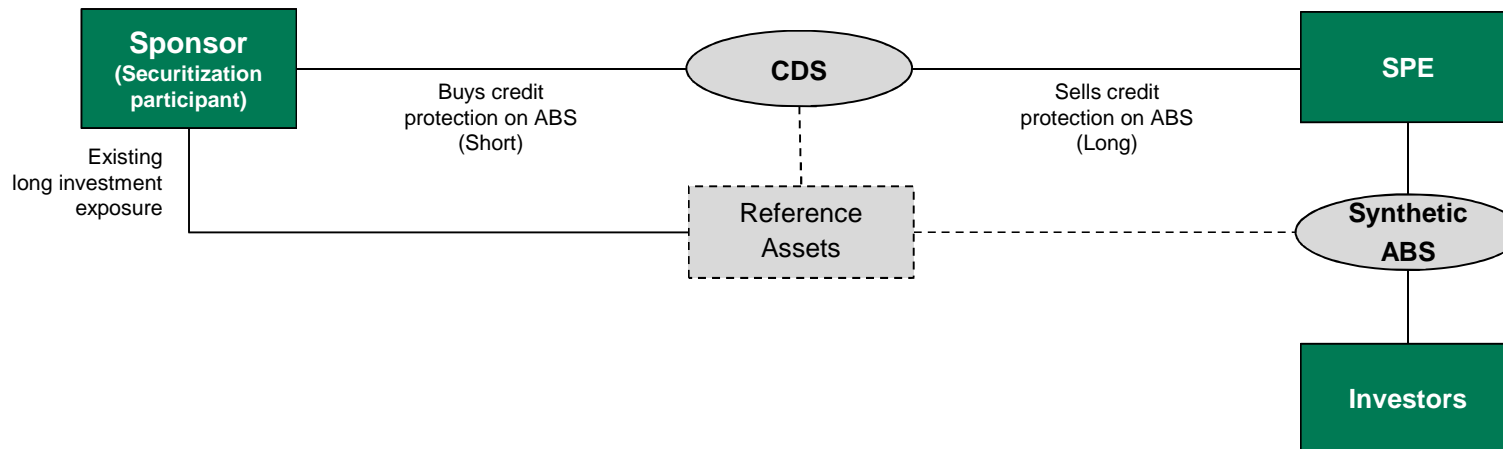 Sponsor
(Securitization
participant)
CDS
SPE
Buys credit
protection on ABS
(Short)
Sells credit
protection on ABS
(Long)
Existing
long investment
exposure
Reference
Assets
Synthetic
ABS
Investors